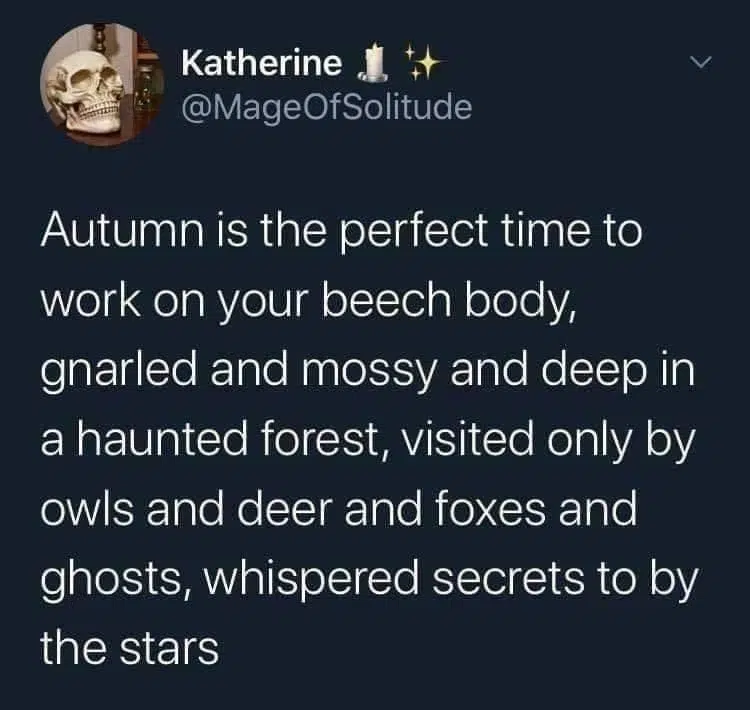 Katherine 🕯️ ✨
@MageOfSolitude
Autumn is the perfect time to
work on your beech body,
gnarled and mossy and deep in
a haunted forest, visited only by
owls and deer and foxes and
ghosts, whispered secrets to by
the stars